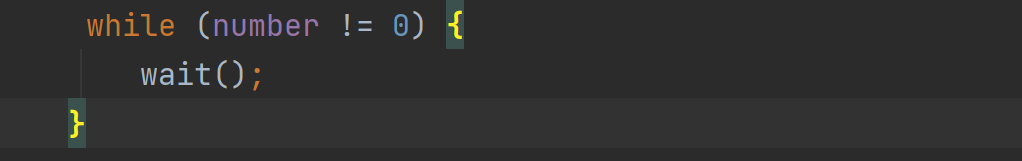 while (number != 0) {
wait();
}